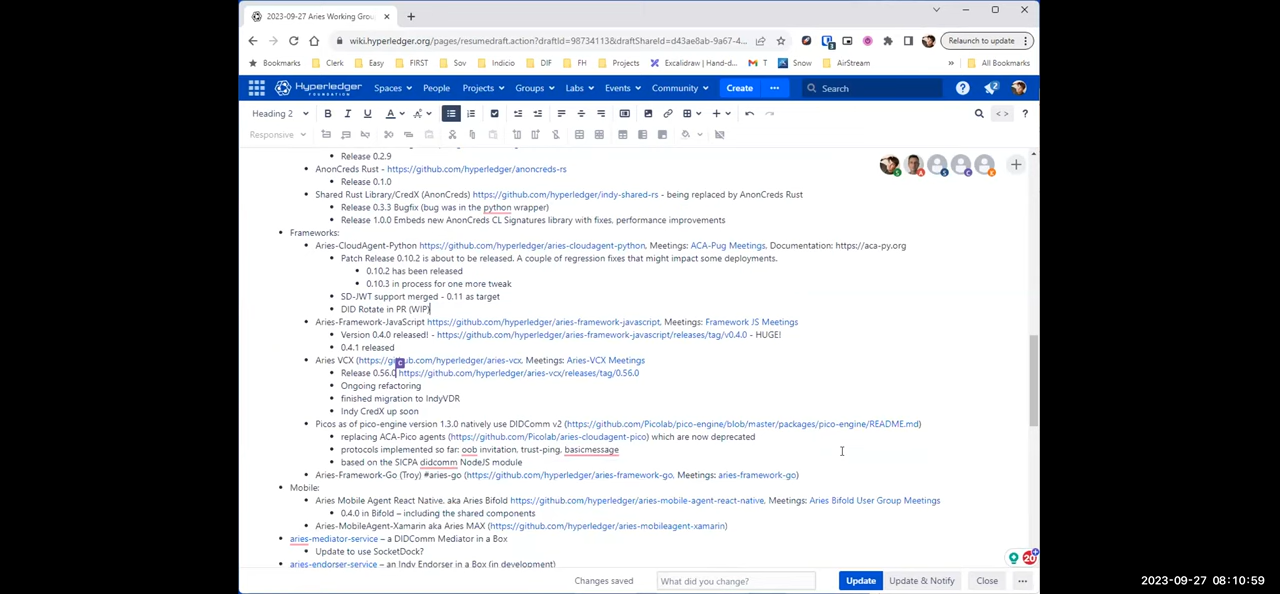 2023-09-27 Aries Working Grou
wiki.hyperledger.org/pages/resumedraft.action?draftId=98734113&draftShareId=d43ae8ab-9a67-4...
Relaunch to update
Bookmarks Clerk Easy FIRST Sov Indicio DIF FH Projects Excalidraw | Hand-d... T Snow AirStream » All Bookmarks
HYPERLEDGER FOUNDATION Spaces People Projects Groups Labs Events Community Create ... Search
Heading 2 B I U A
Responsive
Release 0.2.9
AnonCreds Rust - https://github.com/hyperledger/anoncreds-rs
Release 0.1.0
Shared Rust Library/CredX (AnonCreds) https://github.com/hyperledger/indy-shared-rs - being replaced by AnonCreds Rust
Release 0.3.3 Bugfix (bug was in the python wrapper)
Release 1.0.0 Embeds new AnonCreds CL Signatures library with fixes, performance improvements
Frameworks:
Aries-CloudAgent-Python https://github.com/hyperledger/aries-cloudagent-python, Meetings: ACA-Pug Meetings. Documentation: https://aca-py.org
Patch Release 0.10.2 is about to be released. A couple of regression fixes that might impact some deployments.
0.10.2 has been released
0.10.3 in process for one more tweak
SD-JWT support merged - 0.11 as target
DID Rotate in PR (WIP)
Aries-Framework-JavaScript https://github.com/hyperledger/aries-framework-javascript, Meetings: Framework JS Meetings
Version 0.4.0 released! - https://github.com/hyperledger/aries-framework-javascript/releases/tag/v0.4.0 - HUGE!
0.4.1 released
Aries VCX (https://github.com/hyperledger/aries-vcx, Meetings: Aries-VCX Meetings
Release 0.56.0 https://github.com/hyperledger/aries-vcx/releases/tag/0.56.0
Ongoing refactoring
finished migration to IndyVDR
Indy CredX up soon
Picos as of pico-engine version 1.3.0 natively use DIDComm v2 (https://github.com/Picolab/pico-engine/blob/master/packages/pico-engine/README.md)
replacing ACA-Pico agents (https://github.com/Picolab/aries-cloudagent-pico) which are now deprecated
protocols implemented so far: oob invitation, trust-ping, basicmessage
based on the SICPA didcomm NodeJS module
Aries-Framework-Go (Troy) #aries-go (https://github.com/hyperledger/aries-framework-go, Meetings: aries-framework-go)
Mobile:
Aries Mobile Agent React Native. aka Aries Bifold https://github.com/hyperledger/aries-mobile-agent-react-native, Meetings: Aries Bifold User Group Meetings
0.4.0 in Bifold – including the shared components
Aries-MobileAgent-Xamarin aka Aries MAX (https://github.com/hyperledger/aries-mobileagent-xamarin)
aries-mediator-service – a DIDComm Mediator in a Box
Update to use SocketDock?
aries-endorser-service – an Indy Endorser in a Box (in development)
Changes saved What did you change? Update Update & Notify Close ...
2023-09-27 08:10:59